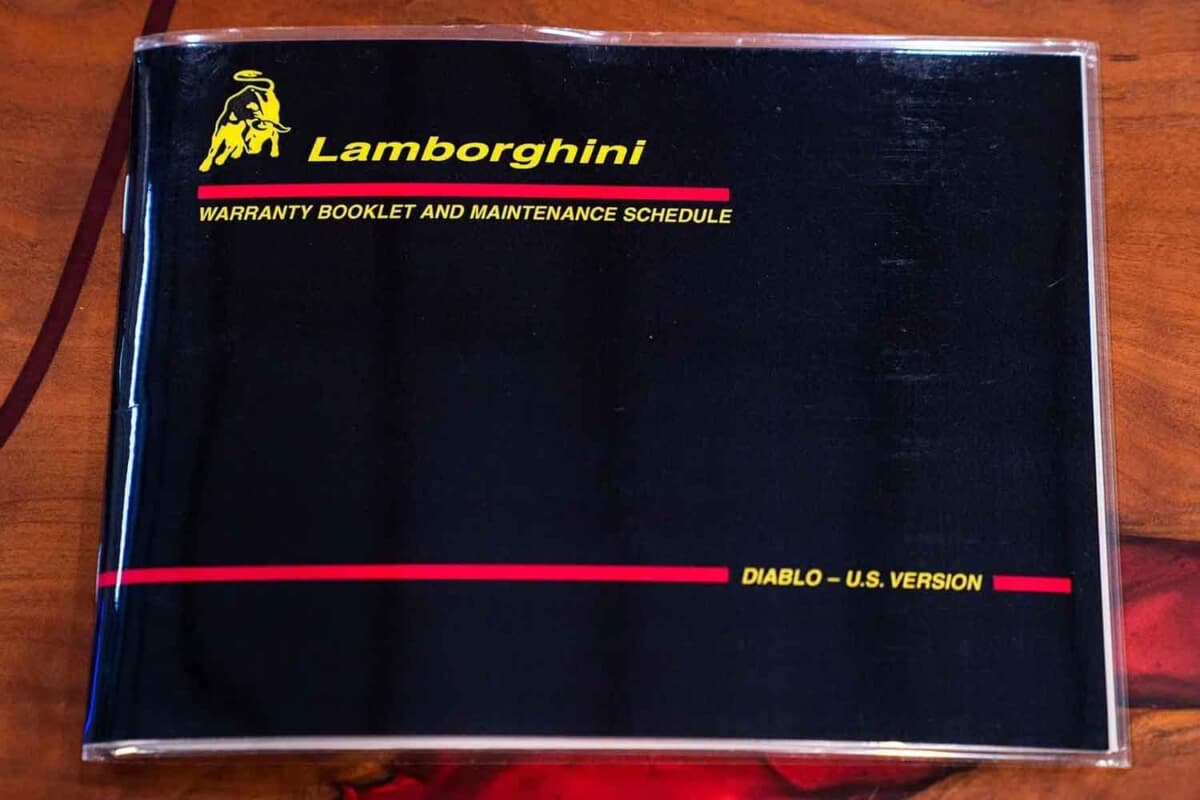 Lamborghini
WARRANTY BOOKLET AND MAINTENANCE SCHEDULE
DIABLO – U.S. VERSION